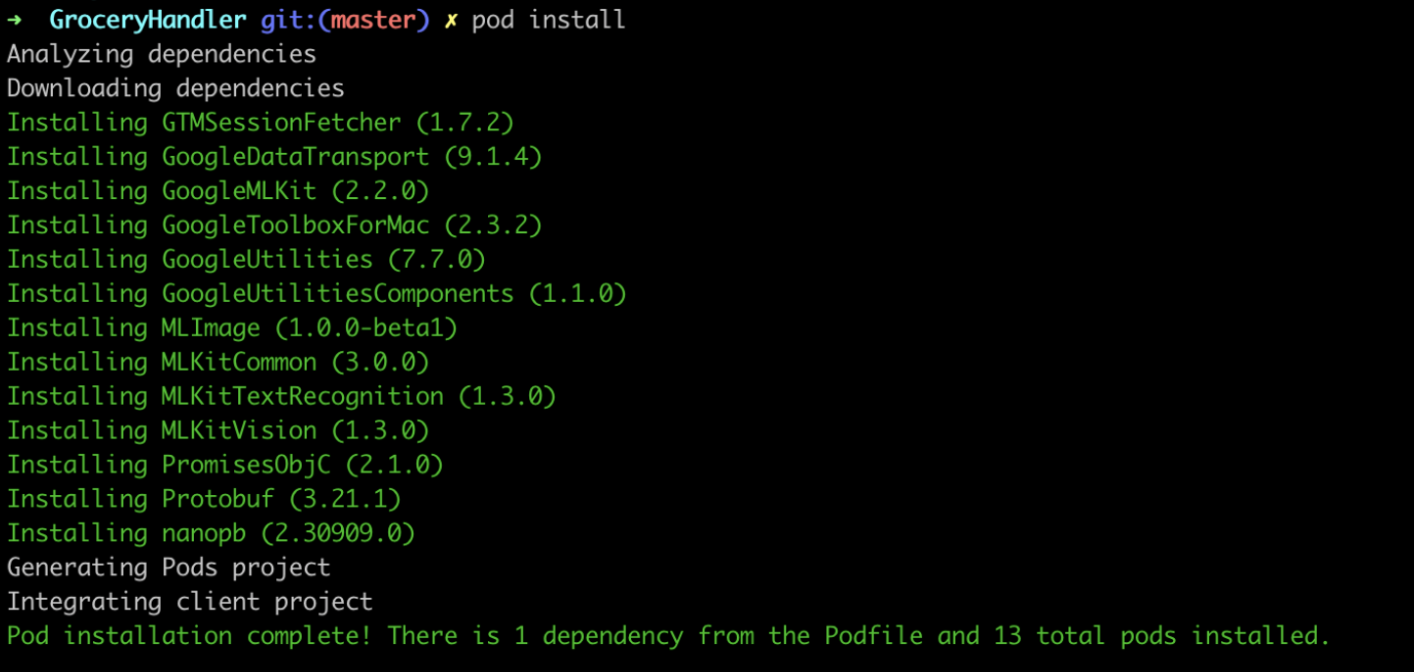 ➜ GroceryHandler git:(master) ✗ pod install
Analyzing dependencies
Downloading dependencies
Installing GTMSessionFetcher (1.7.2)
Installing GoogleDataTransport (9.1.4)
Installing GoogleMLKit (2.2.0)
Installing GoogleToolboxForMac (2.3.2)
Installing GoogleUtilities (7.7.0)
Installing GoogleUtilitiesComponents (1.1.0)
Installing MLImage (1.0.0-beta1)
Installing MLKitCommon (3.0.0)
Installing MLKitTextRecognition (1.3.0)
Installing MLKitVision (1.3.0)
Installing PromisesObjC (2.1.0)
Installing Protobuf (3.21.1)
Installing nanopb (2.30909.0)
Generating Pods project
Integrating client project
Pod installation complete! There is 1 dependency from the Podfile and 13 total pods installed.